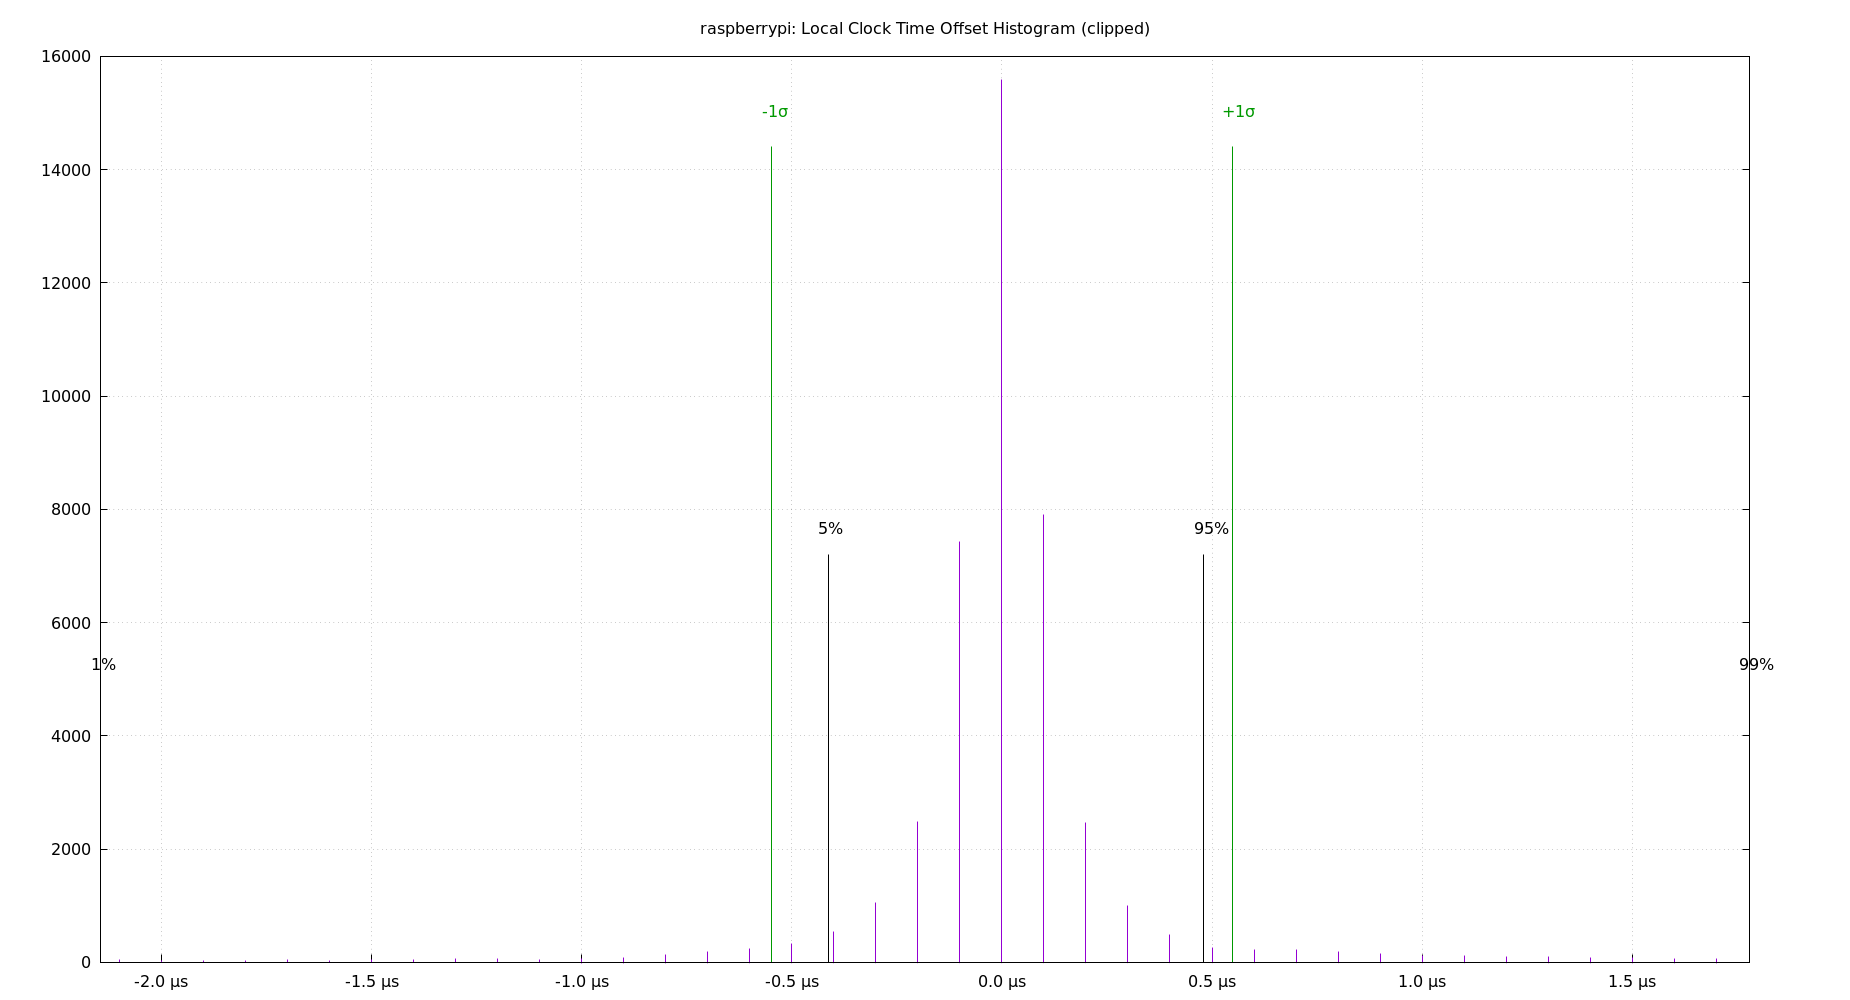 raspberrypi: Local Clock Time Offset Histogram (clipped)
16000
-1σ
+1σ
14000
12000
10000
8000
5%
95%
6000
1%
99%
4000
2000
0
-2.0 µs
-1.5 µs
-1.0 µs
-0.5 µs
0.0 µs
0.5 µs
1.0 µs
1.5 µs